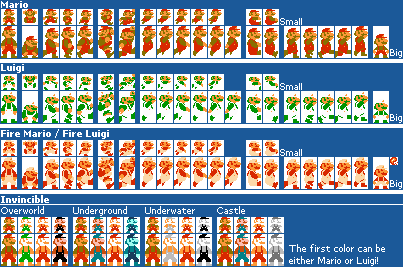 Mario
Small
Big
Luigi
Small
Big
Fire Mario / Fire Luigi
Small
Big
Invincible
Overworld Underground Underwater Castle
The first color can be
either Mario or Luigi!